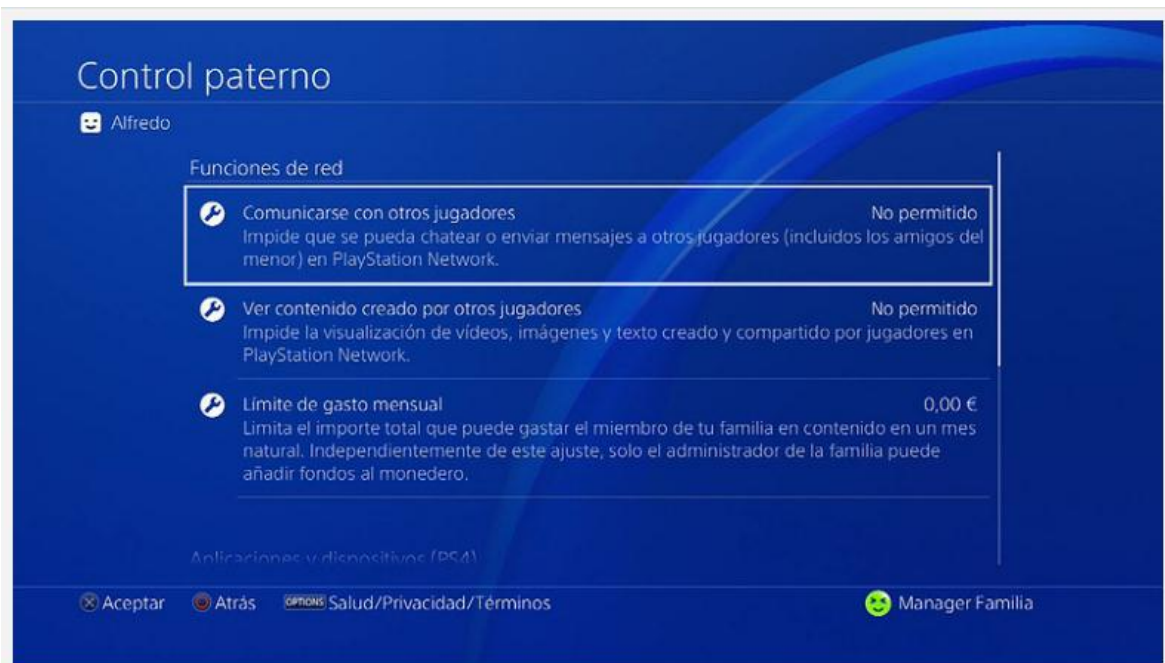 Control paterno
Alfredo
Funciones de red
Comunicarse con otros jugadores No permitido
Impide que se pueda chatear o enviar mensajes a otros jugadores (incluidos los amigos del
menor) en PlayStation Network.
Ver contenido creado por otros jugadores No permitido
Impide la visualización de vídeos, imágenes y texto creado y compartido por jugadores en
PlayStation Network.
Límite de gasto mensual 0,00 €
Limita el importe total que puede gastar el miembro de tu familia en contenido en un mes
natural. Independientemente de este ajuste, solo el administrador de la familia puede
añadir fondos al monedero.
Aplicaciones y dispositivos (PS4)
Aceptar Atrás OPTIONS Salud/Privacidad/Términos Manager Familia